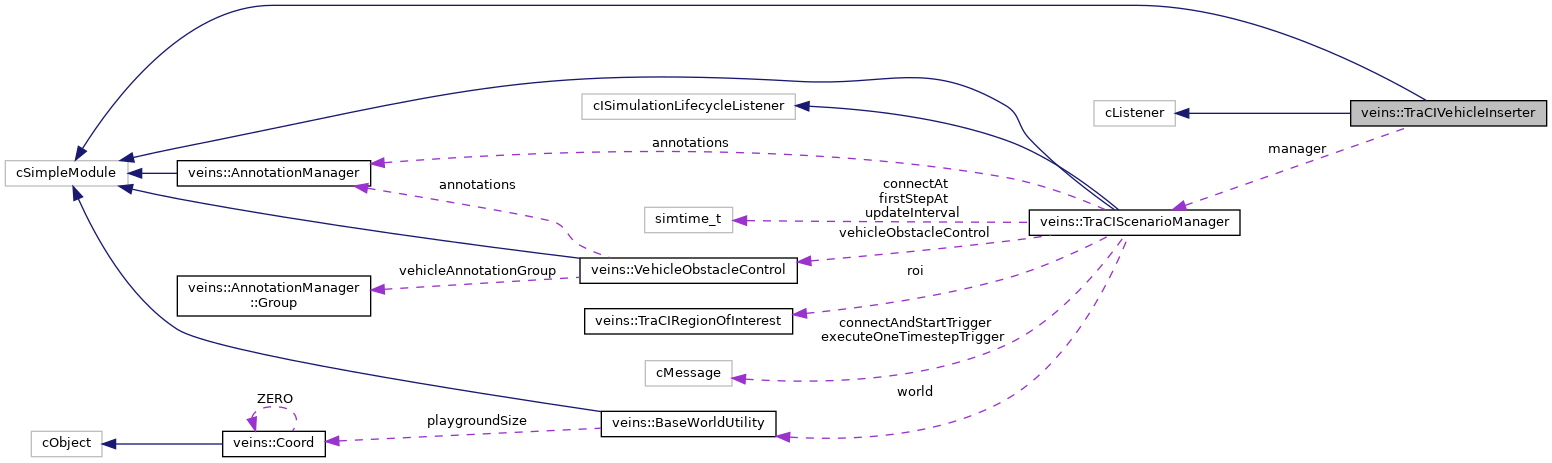 cISimulationLifecycleListener
cListener
veins::TraCIVehicleInserter
annotations
manager
cSimpleModule
veins::AnnotationManager
annotations
connectAt
firstStepAt
updateInterval
simtime_t
veins::TraCIScenarioManager
vehicleObstacleControl
vehicleAnnotationGroup
veins::VehicleObstacleControl
roi
veins::AnnotationManager
::Group
veins::TraCIRegionOfInterest
connectAndStartTrigger
executeOneTimestepTrigger
cMessage
ZERO
world
playgroundSize
veins::BaseWorldUtility
cObject
veins::Coord